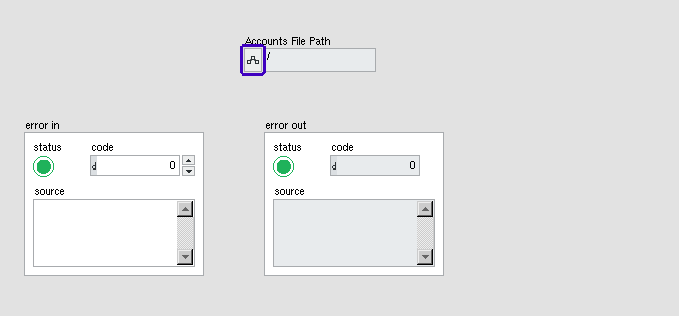 Accounts File Path
/
error in
error out
status
code
status
code
d
0
d
0
source
source